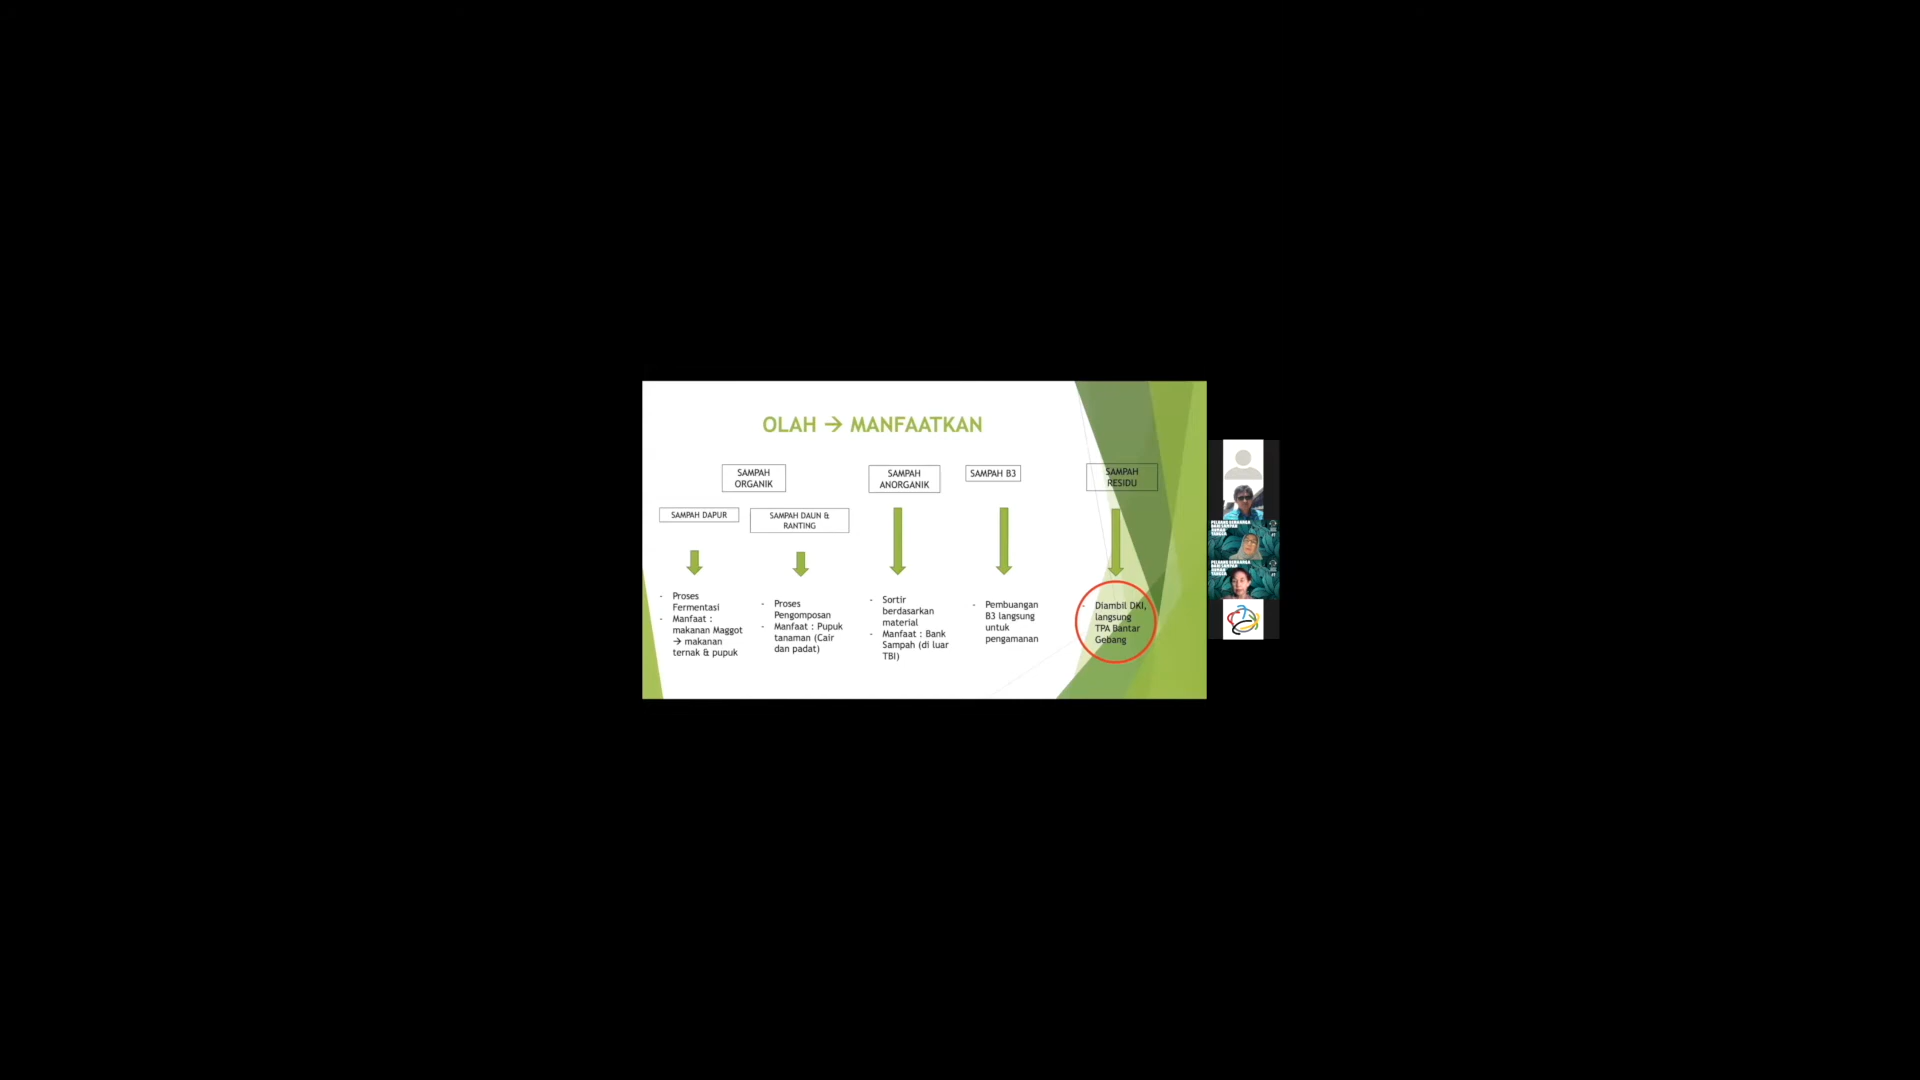 OLAH → MANFAATKAN
SAMPAH
ORGANIK
SAMPAH
ANORGANIK
SAMPAH B3
SAMPAH
RESIDU
SAMPAH DAPUR
SAMPAH DAUN &
RANTING
- Proses
Fermentasi
- Manfaat :
makanan Maggot
→ makanan
ternak & pupuk
- Proses
Pengomposan
- Manfaat : Pupuk
tanaman (Cair
dan padat)
- Sortir
berdasarkan
material
- Manfaat : Bank
Sampah (di luar
TBI)
- Pembuangan
B3 langsung
untuk
pengamanan
- Diambil DKI,
langsung
TPA Bantar
Gebang